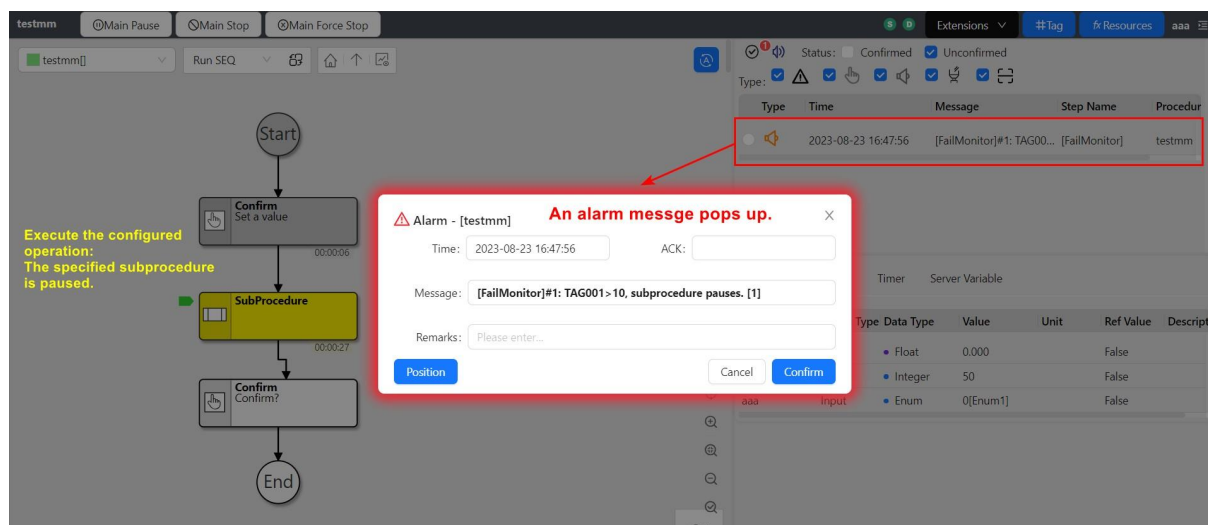 testmm
Main Pause
Main Stop
Main Force Stop
S D
Extensions
#Tag
fx Resources
aaa
testmm[]
Run SEQ
1
Status: Confirmed Unconfirmed
Type:
Type Time Message Step Name Procedur
2023-08-23 16:47:56 [FailMonitor]#1: TAG00... [FailMonitor] testmm
Start
Confirm
Set a value
00:00:06
Execute the configured
operation:
The specified subprocedure
is paused.
SubProcedure
00:00:27
Confirm
Confirm?
End
Alarm - [testmm]
An alarm messge pops up.
Time: 2023-08-23 16:47:56 ACK:
Message: [FailMonitor]#1: TAG001>10, subprocedure pauses. [1]
Remarks: Please enter...
Position
Cancel
Confirm
Timer Server Variable
Type Data Type Value Unit Ref Value Descript
Float 0.000 False
Integer 50 False
aaa Input Enum 0[Enum1] False